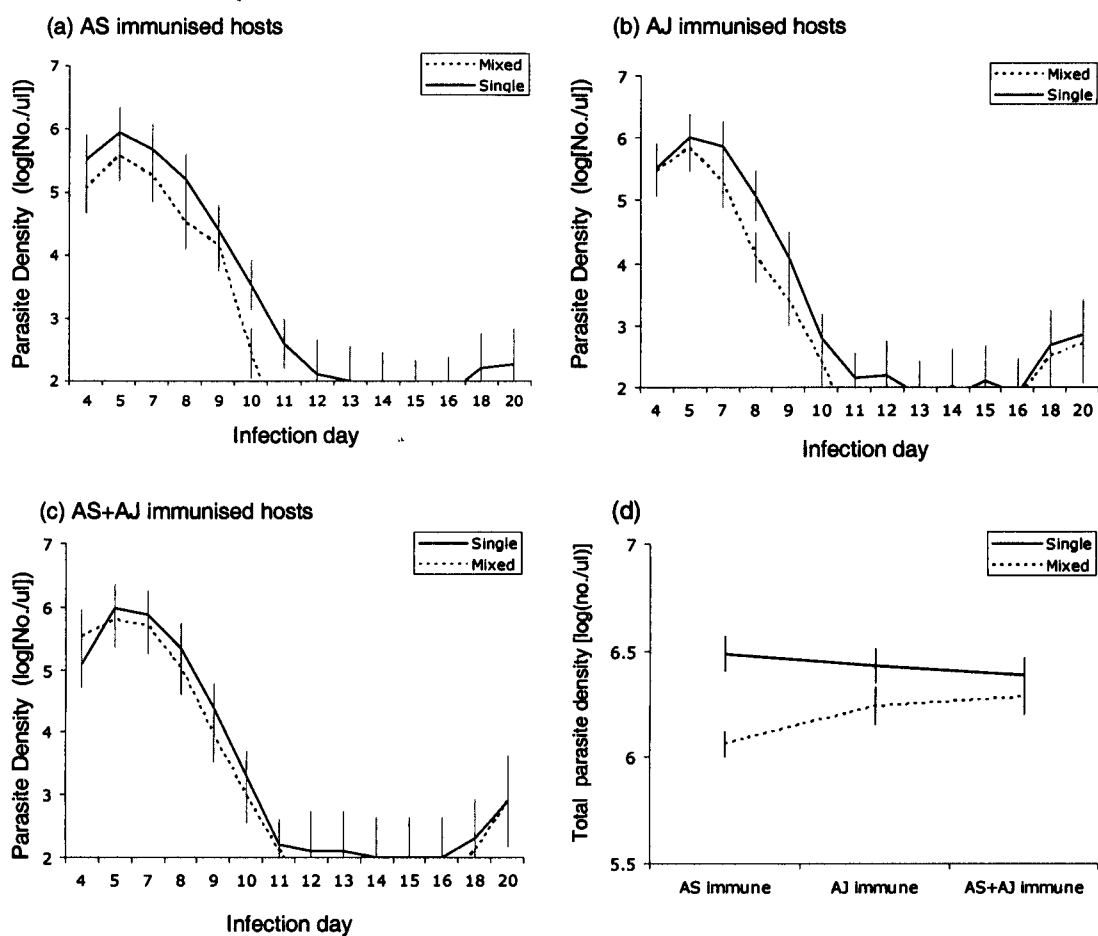 (a) AS immunised hosts
Mixed
Single
Parasite Density (log[No./ul])
7
6
5
4
3
2
4 5 7 8 9 10 11 12 13 14 15 16 18 20
Infection day
(b) AJ immunised hosts
Mixed
Single
Parasite Density (log[No./ul])
7
6
5
4
3
2
4 5 7 8 9 10 11 12 13 14 15 16 18 20
Infection day
(c) AS+AJ immunised hosts
Single
Mixed
Parasite Density (log[No./ul])
7
6
5
4
3
2
4 5 7 8 9 10 11 12 13 14 15 16 18 20
Infection day
(d)
Single
Mixed
Total parasite density [log(no./ul)]
7
6.5
6
5.5
AS immune AJ immune AS+AJ immune